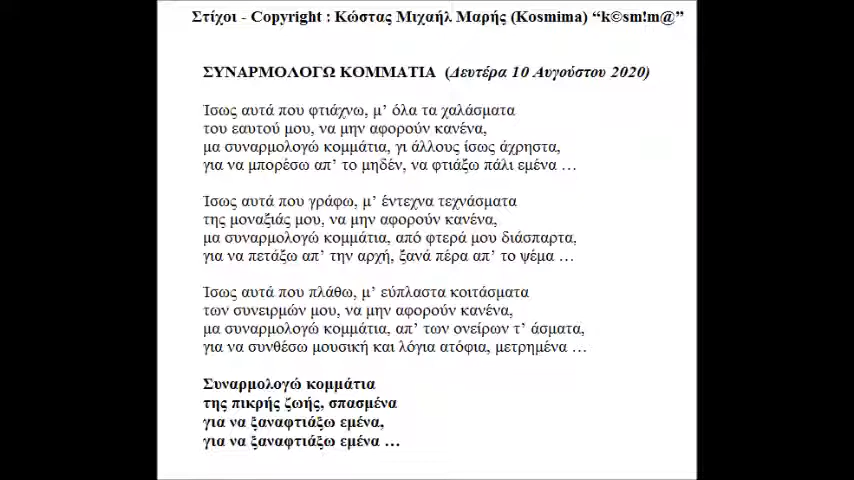 Στίχοι - Copyright : Κώστας Μιχαήλ Μαρής (Kosmima) “k©sm!m@”
ΣΥΝΑΡΜΟΛΟΓΩ ΚΟΜΜΑΤΙΑ (Δευτέρα 10 Αυγούστου 2020)
Ίσως αυτά που φτιάχνω, μ’ όλα τα χαλάσματα
του εαυτού μου, να μην αφορούν κανένα,
μα συναρμολογώ κομμάτια, γι άλλους ίσως άχρηστα,
για να μπορέσω απ’ το μηδέν, να φτιάξω πάλι εμένα …
Ίσως αυτά που γράφω, μ’ έντεχνα τεχνάσματα
της μοναξιάς μου, να μην αφορούν κανένα,
μα συναρμολογώ κομμάτια, από φτερά μου διάσπαρτα,
για να πετάξω απ’ την αρχή, ξανά πέρα απ’ το ψέμα …
Ίσως αυτά που πλάθω, μ’ εύπλαστα κοιτάσματα
των συνειρμών μου, να μην αφορούν κανένα,
μα συναρμολογώ κομμάτια, απ’ των ονείρων τ’ άσματα,
για να συνθέσω μουσική και λόγια ατόφια, μετρημένα …
Συναρμολογώ κομμάτια
της πικρής ζωής, σπασμένα
για να ξαναφτιάξω εμένα,
για να ξαναφτιάξω εμένα …